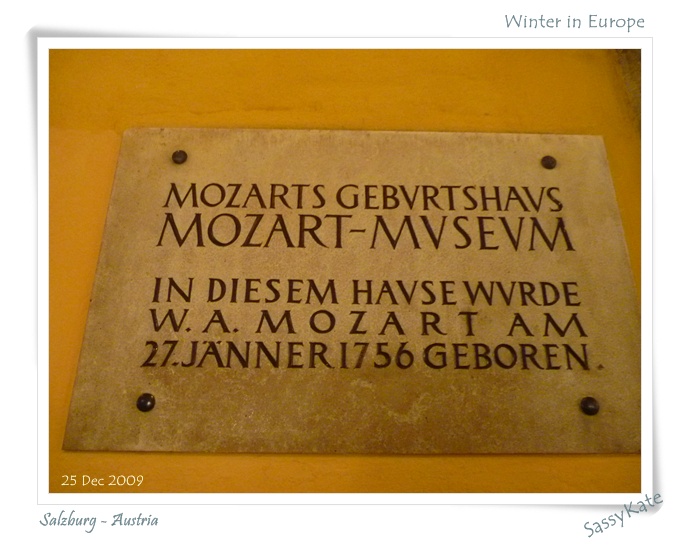 Winter in Europe
MOZARTS GEBVRTSHAVS
MOZART-MVSEVM
IN DIESEM HAVSE WVRDE
W. A. MOZART AM
27. JÄNNER 1756 GEBOREN.
25 Dec 2009
Salzburg - Austria
SassyKate